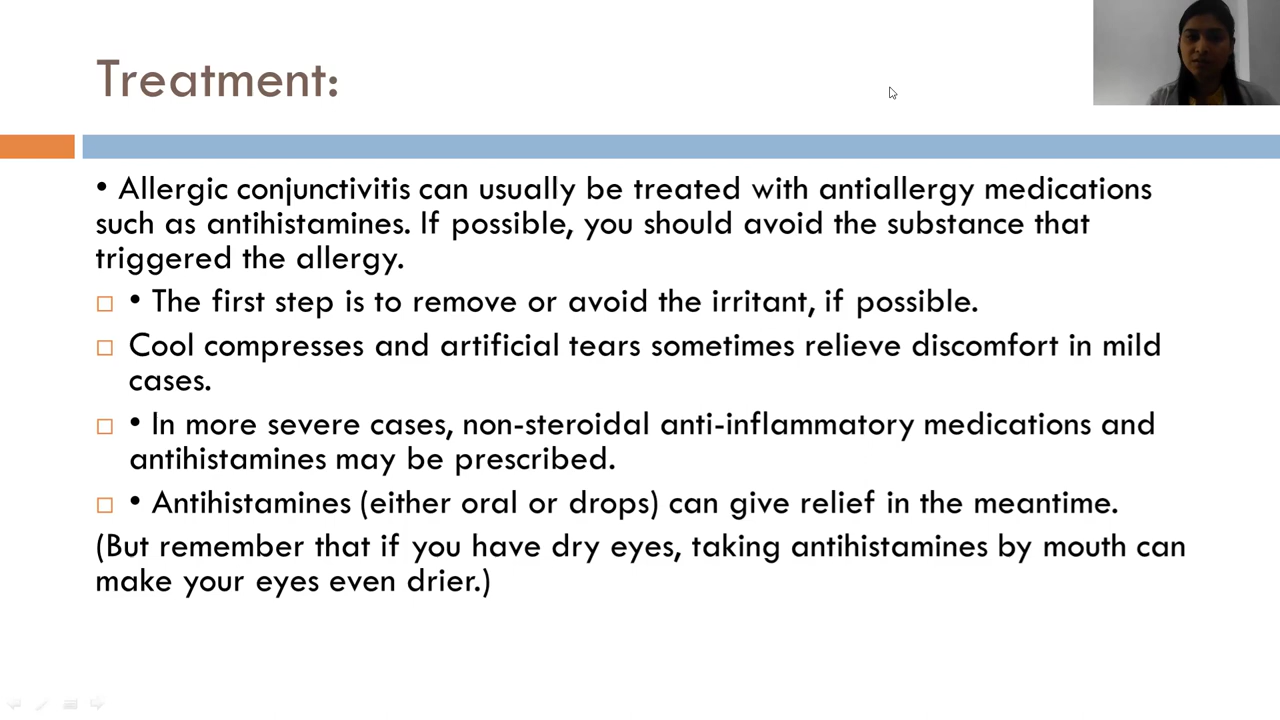 Treatment:
• Allergic conjunctivitis can usually be treated with antiallergy medications
such as antihistamines. If possible, you should avoid the substance that
triggered the allergy.
• The first step is to remove or avoid the irritant, if possible.
Cool compresses and artificial tears sometimes relieve discomfort in mild
cases.
• In more severe cases, non-steroidal anti-inflammatory medications and
antihistamines may be prescribed.
• Antihistamines (either oral or drops) can give relief in the meantime.
(But remember that if you have dry eyes, taking antihistamines by mouth can
make your eyes even drier.)